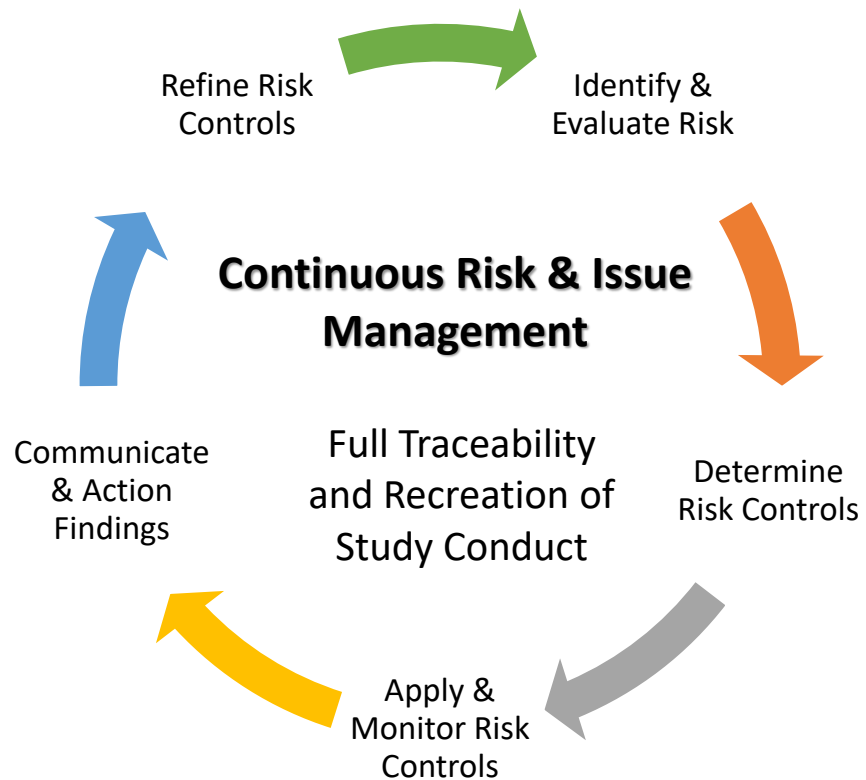 Refine Risk
Controls
Identify &
Evaluate Risk
Continuous Risk & Issue
Management
Full Traceability
and Recreation of
Study Conduct
Communicate
& Action
Findings
Determine
Risk Controls
Apply &
Monitor Risk
Controls